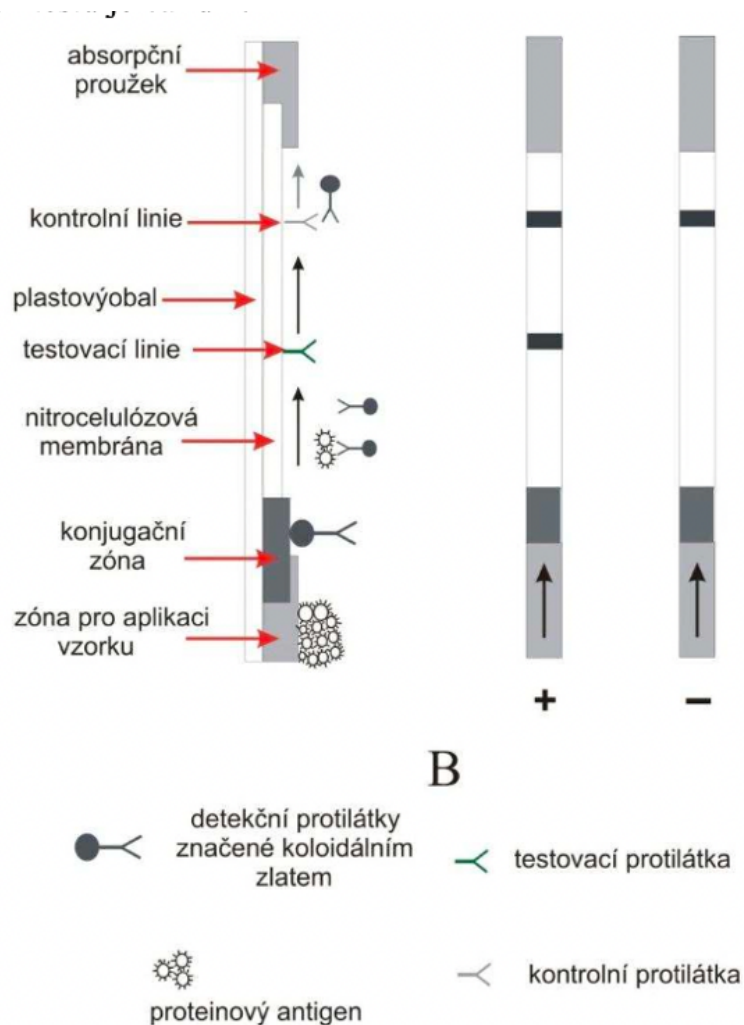 absorpční
proužek
kontrolní linie
plastovýobal
testovací linie
nitrocelulózová
membrána
konjugační
zóna
zóna pro aplikaci
vzorku
+
−
B
detekční protilátky
značené koloidálním
zlatem
testovací protilátka
proteinový antigen
kontrolní protilátka